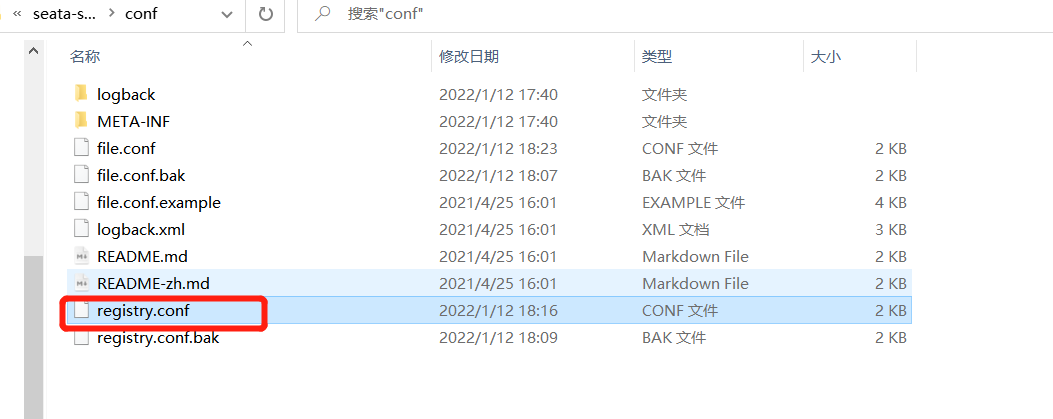 « seata-s... > conf 搜索"conf"
名称 修改日期 类型 大小
logback 2022/1/12 17:40 文件夹
META-INF 2022/1/12 17:40 文件夹
file.conf 2022/1/12 18:23 CONF 文件 2 KB
file.conf.bak 2022/1/12 18:07 BAK 文件 2 KB
file.conf.example 2021/4/25 16:01 EXAMPLE 文件 4 KB
logback.xml 2021/4/25 16:01 XML 文档 3 KB
README.md 2021/4/25 16:01 Markdown File 2 KB
README-zh.md 2021/4/25 16:01 Markdown File 2 KB
registry.conf 2022/1/12 18:16 CONF 文件 2 KB
registry.conf.bak 2022/1/12 18:09 BAK 文件 2 KB